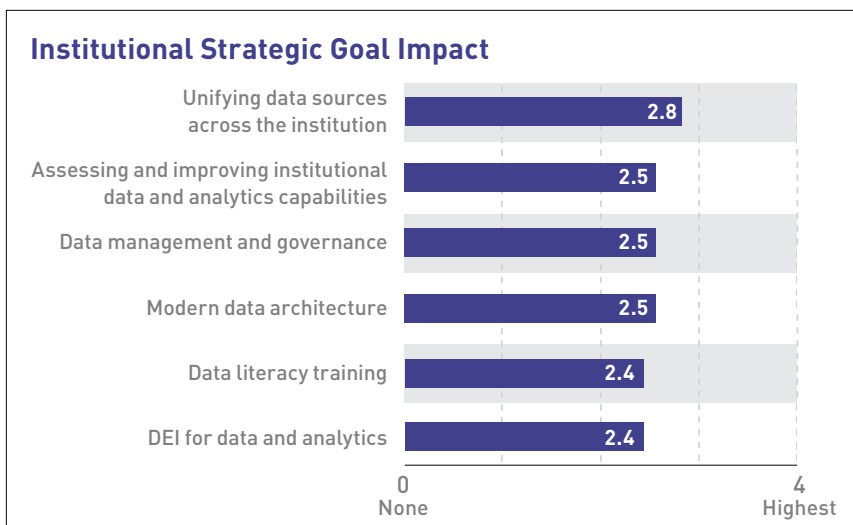 Institutional Strategic Goal Impact
Unifying data sources
across the institution
2.8
Assessing and improving institutional
data and analytics capabilities
2.5
Data management and governance
2.5
Modern data architecture
2.5
Data literacy training
2.4
DEI for data and analytics
2.4
0
None
4
Highest